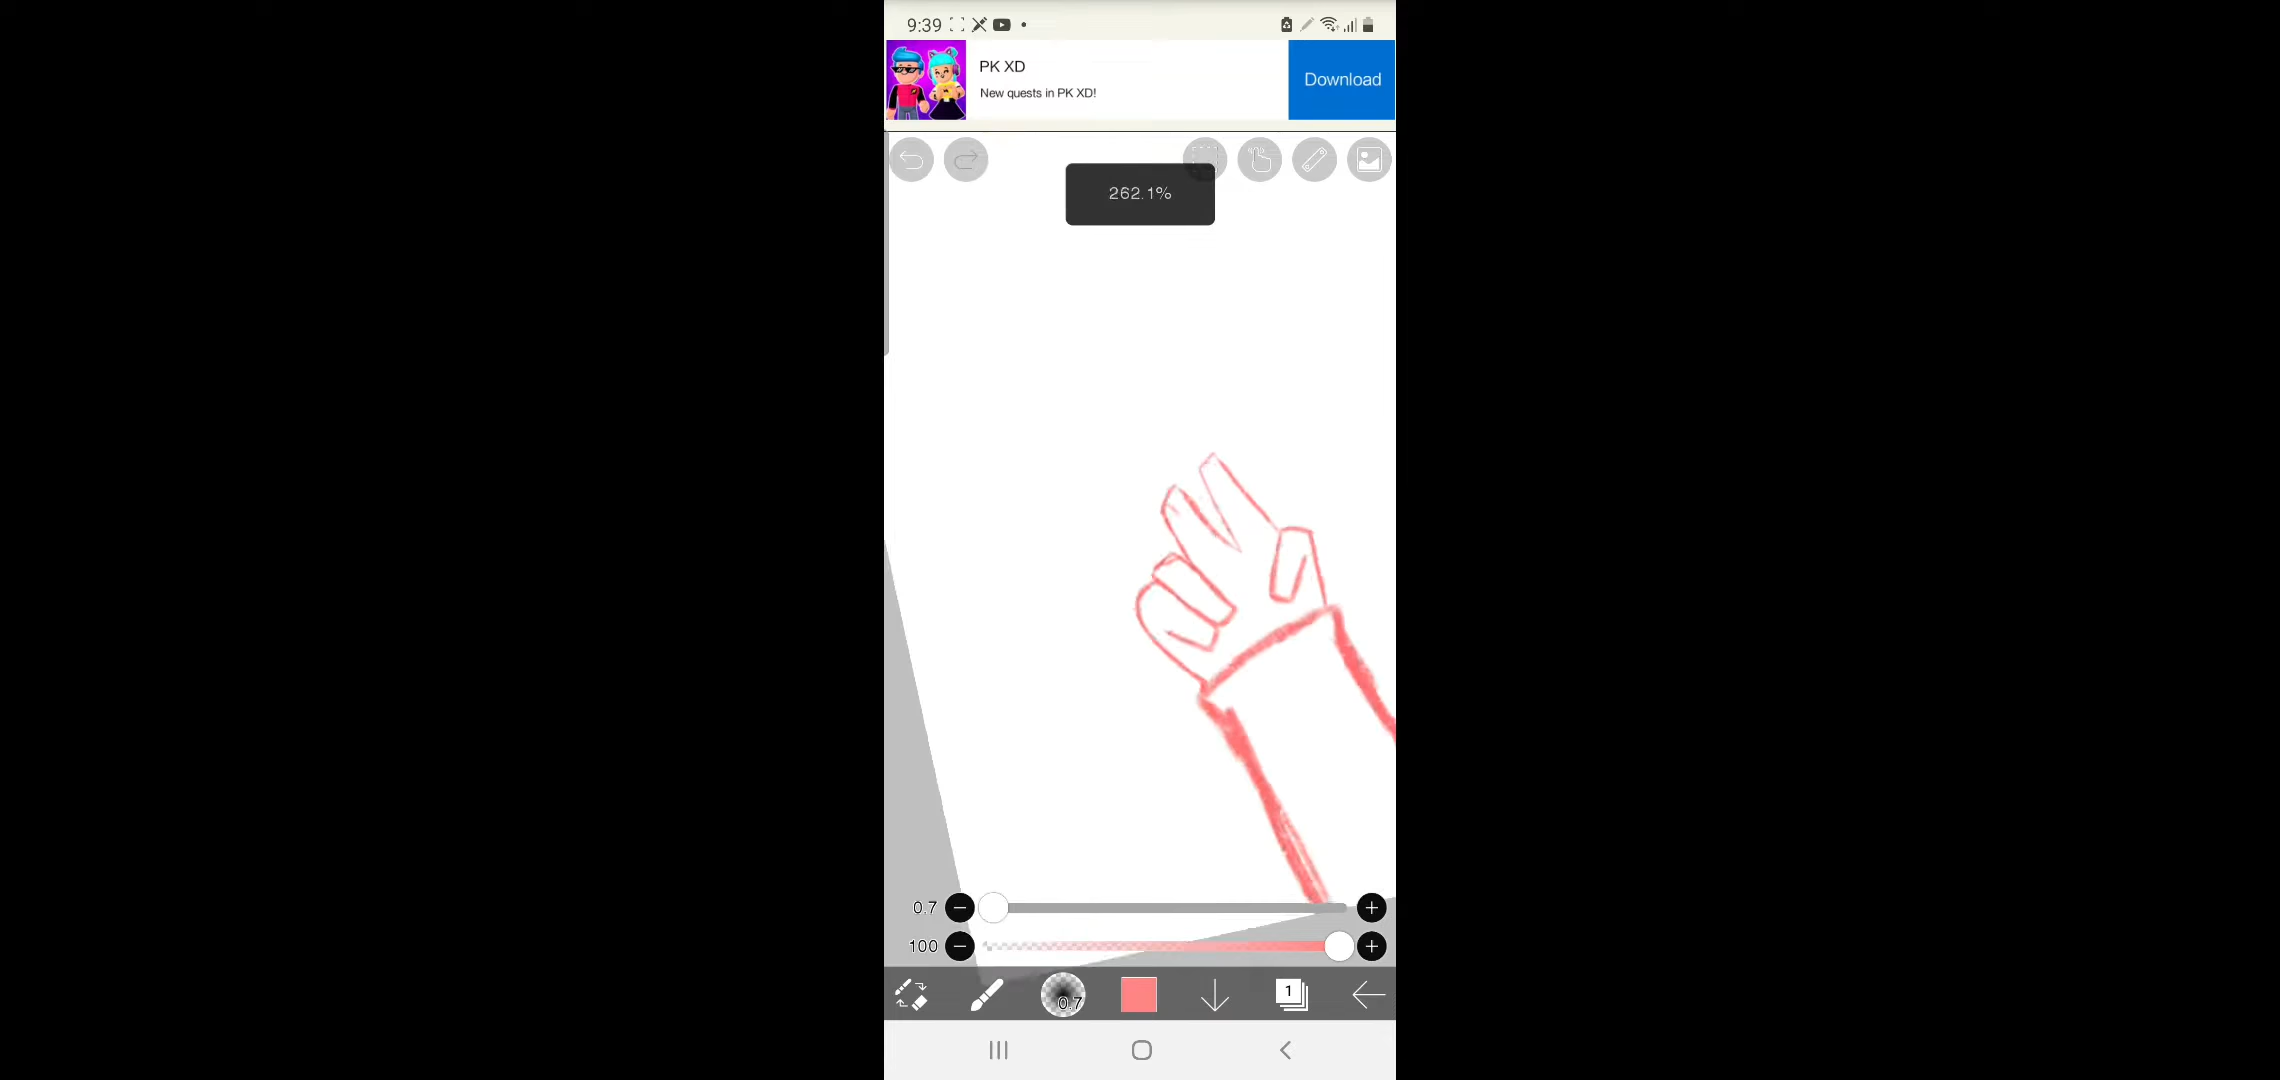 9:39
PK XD
New quests in PK XD!
Download
262.1%
0.7
100
0.7
1